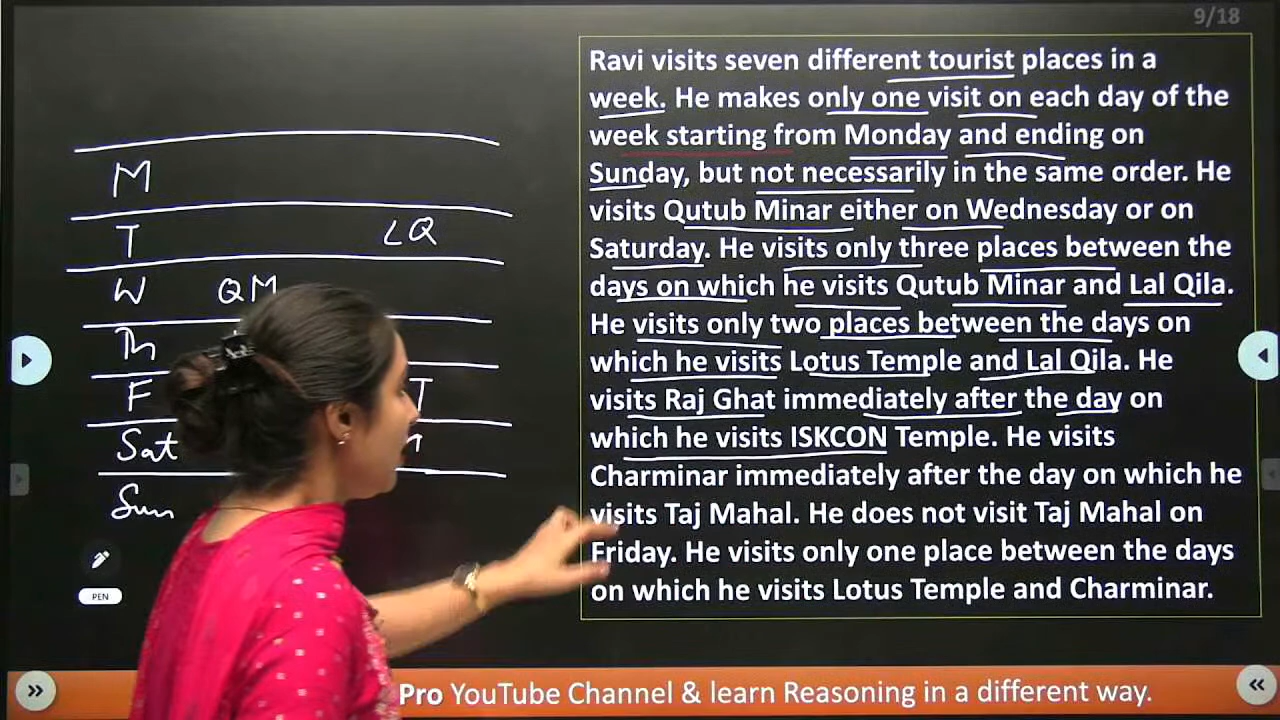 9/18
Ravi visits seven different tourist places in a
week. He makes only one visit on each day of the
week starting from Monday and ending on
Sunday, but not necessarily in the same order. He
visits Qutub Minar either on Wednesday or on
Saturday. He visits only three places between the
days on which he visits Qutub Minar and Lal Qila.
He visits only two places between the days on
which he visits Lotus Temple and Lal Qila. He
visits Raj Ghat immediately after the day on
which he visits ISKCON Temple. He visits
Charminar immediately after the day on which he
visits Taj Mahal. He does not visit Taj Mahal on
Friday. He visits only one place between the days
on which he visits Lotus Temple and Charminar.
M
T LQ
W QM
Th
F T
Sat
Sun
PEN
Pro YouTube Channel & learn Reasoning in a different way.